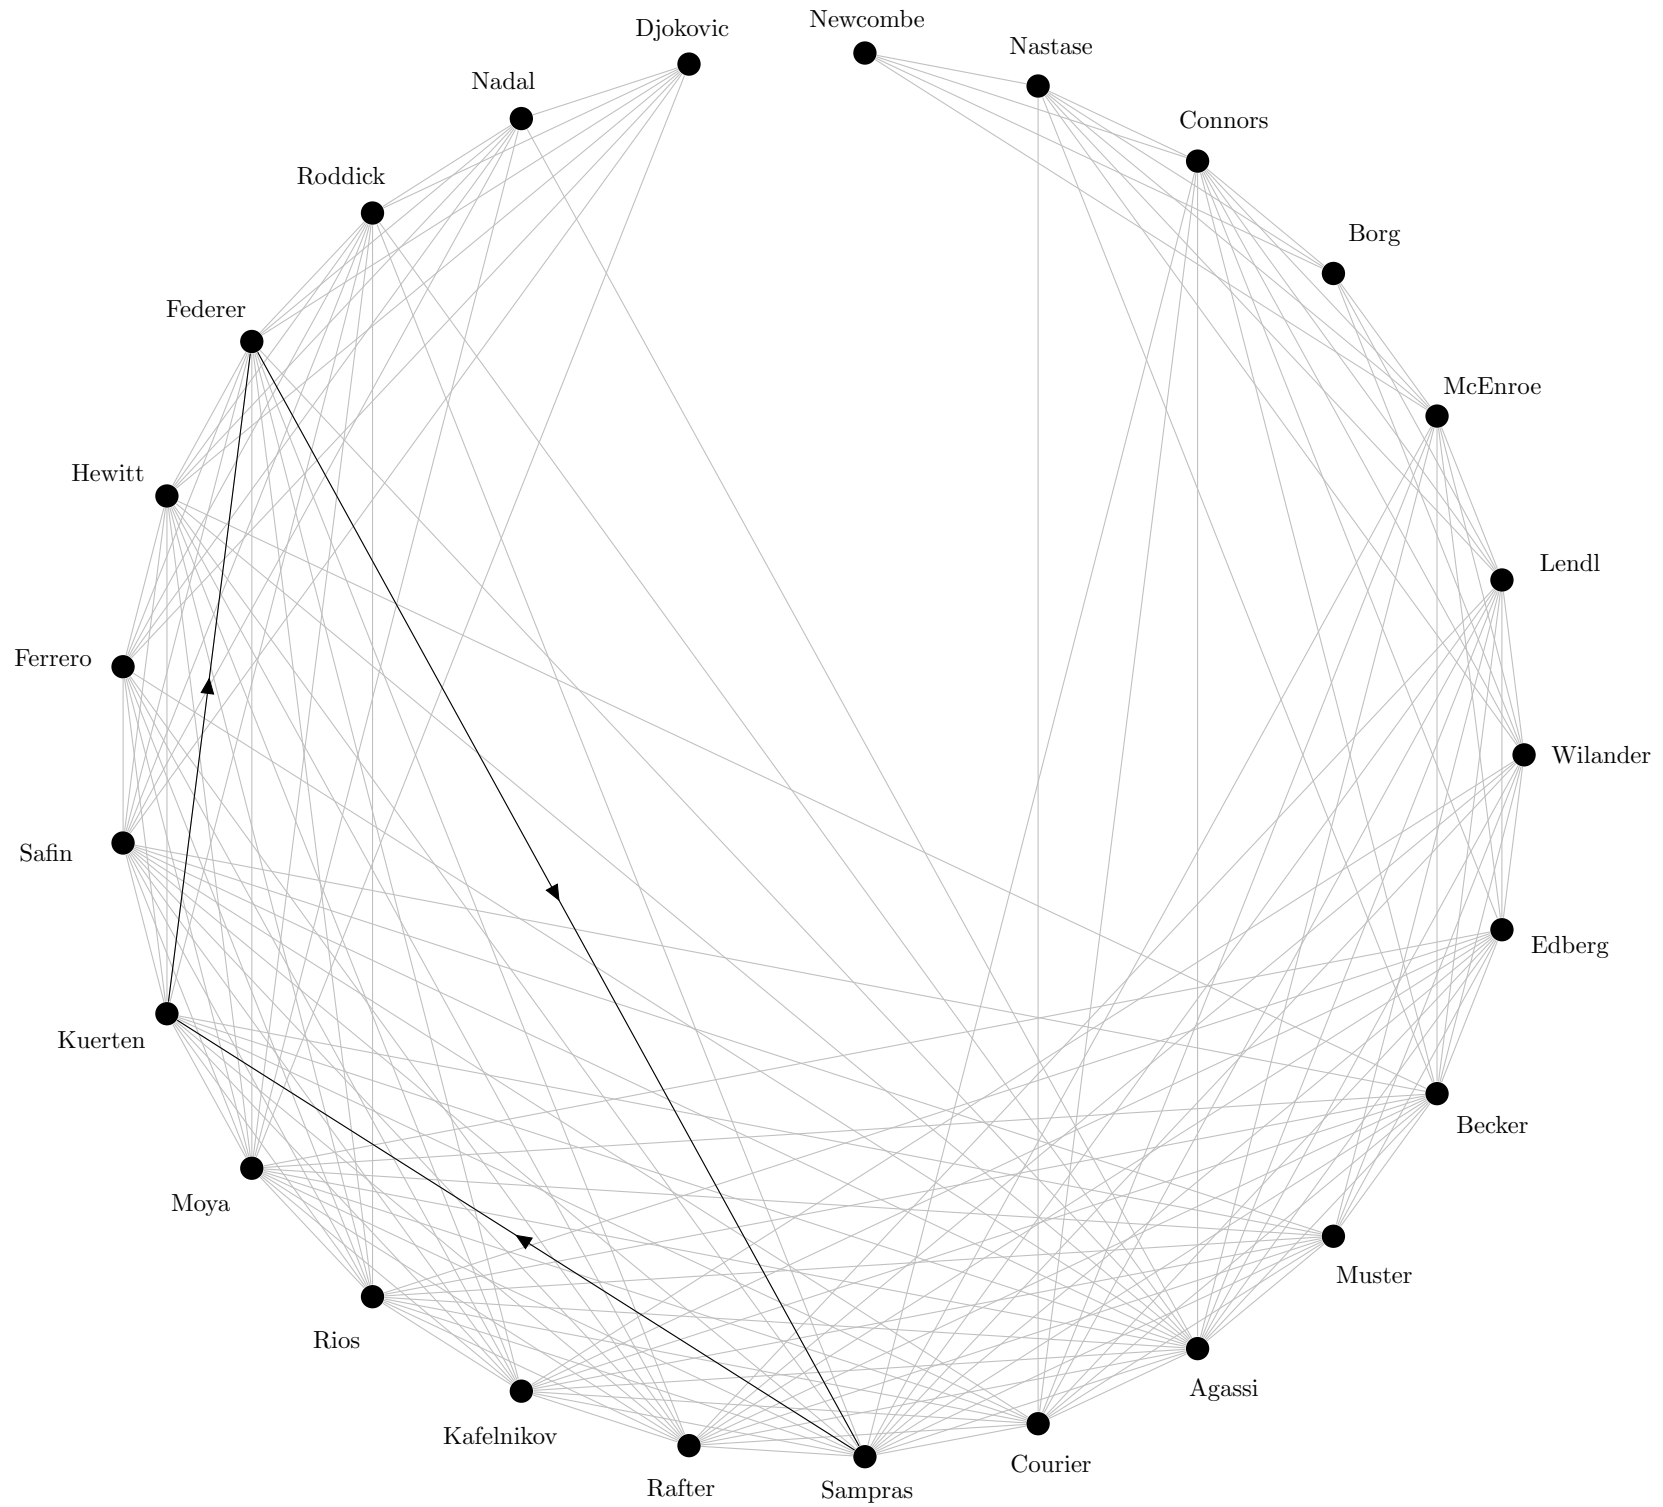 Newcombe
Djokovic
Nastase
Nadal
Connors
Roddick
Borg
Federer
McEnroe
Hewitt
Lendl
Ferrero
Wilander
Safin
Edberg
Kuerten
Becker
Moya
Muster
Rios
Agassi
Kafelnikov
Courier
Rafter
Sampras